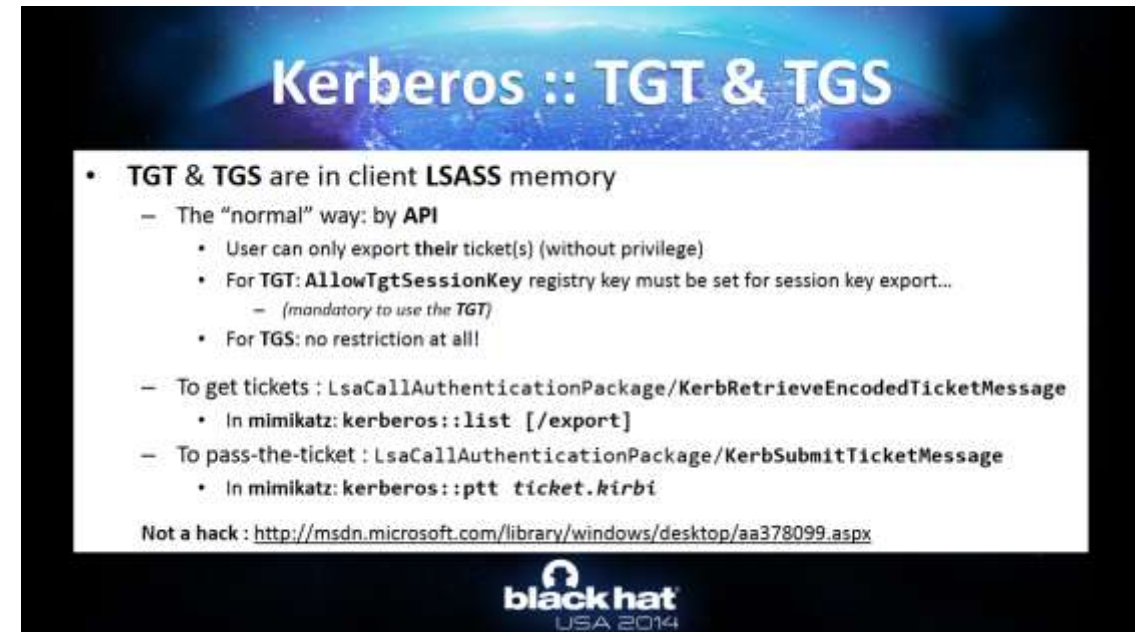 Kerberos :: TGT & TGS
• TGT & TGS are in client LSASS memory
– The “normal” way: by API
• User can only export their ticket(s) (without privilege)
• For TGT: AllowTgtSessionKey registry key must be set for session key export…
– (mandatory to use the TGT)
• For TGS: no restriction at all!
– To get tickets : LsaCallAuthenticationPackage/KerbRetrieveEncodedTicketMessage
• In mimikatz: kerberos::list [/export]
– To pass-the-ticket : LsaCallAuthenticationPackage/KerbSubmitTicketMessage
• In mimikatz: kerberos::ptt ticket.kirbi
Not a hack : http://msdn.microsoft.com/library/windows/desktop/aa378099.aspx
black hat
USA 2014